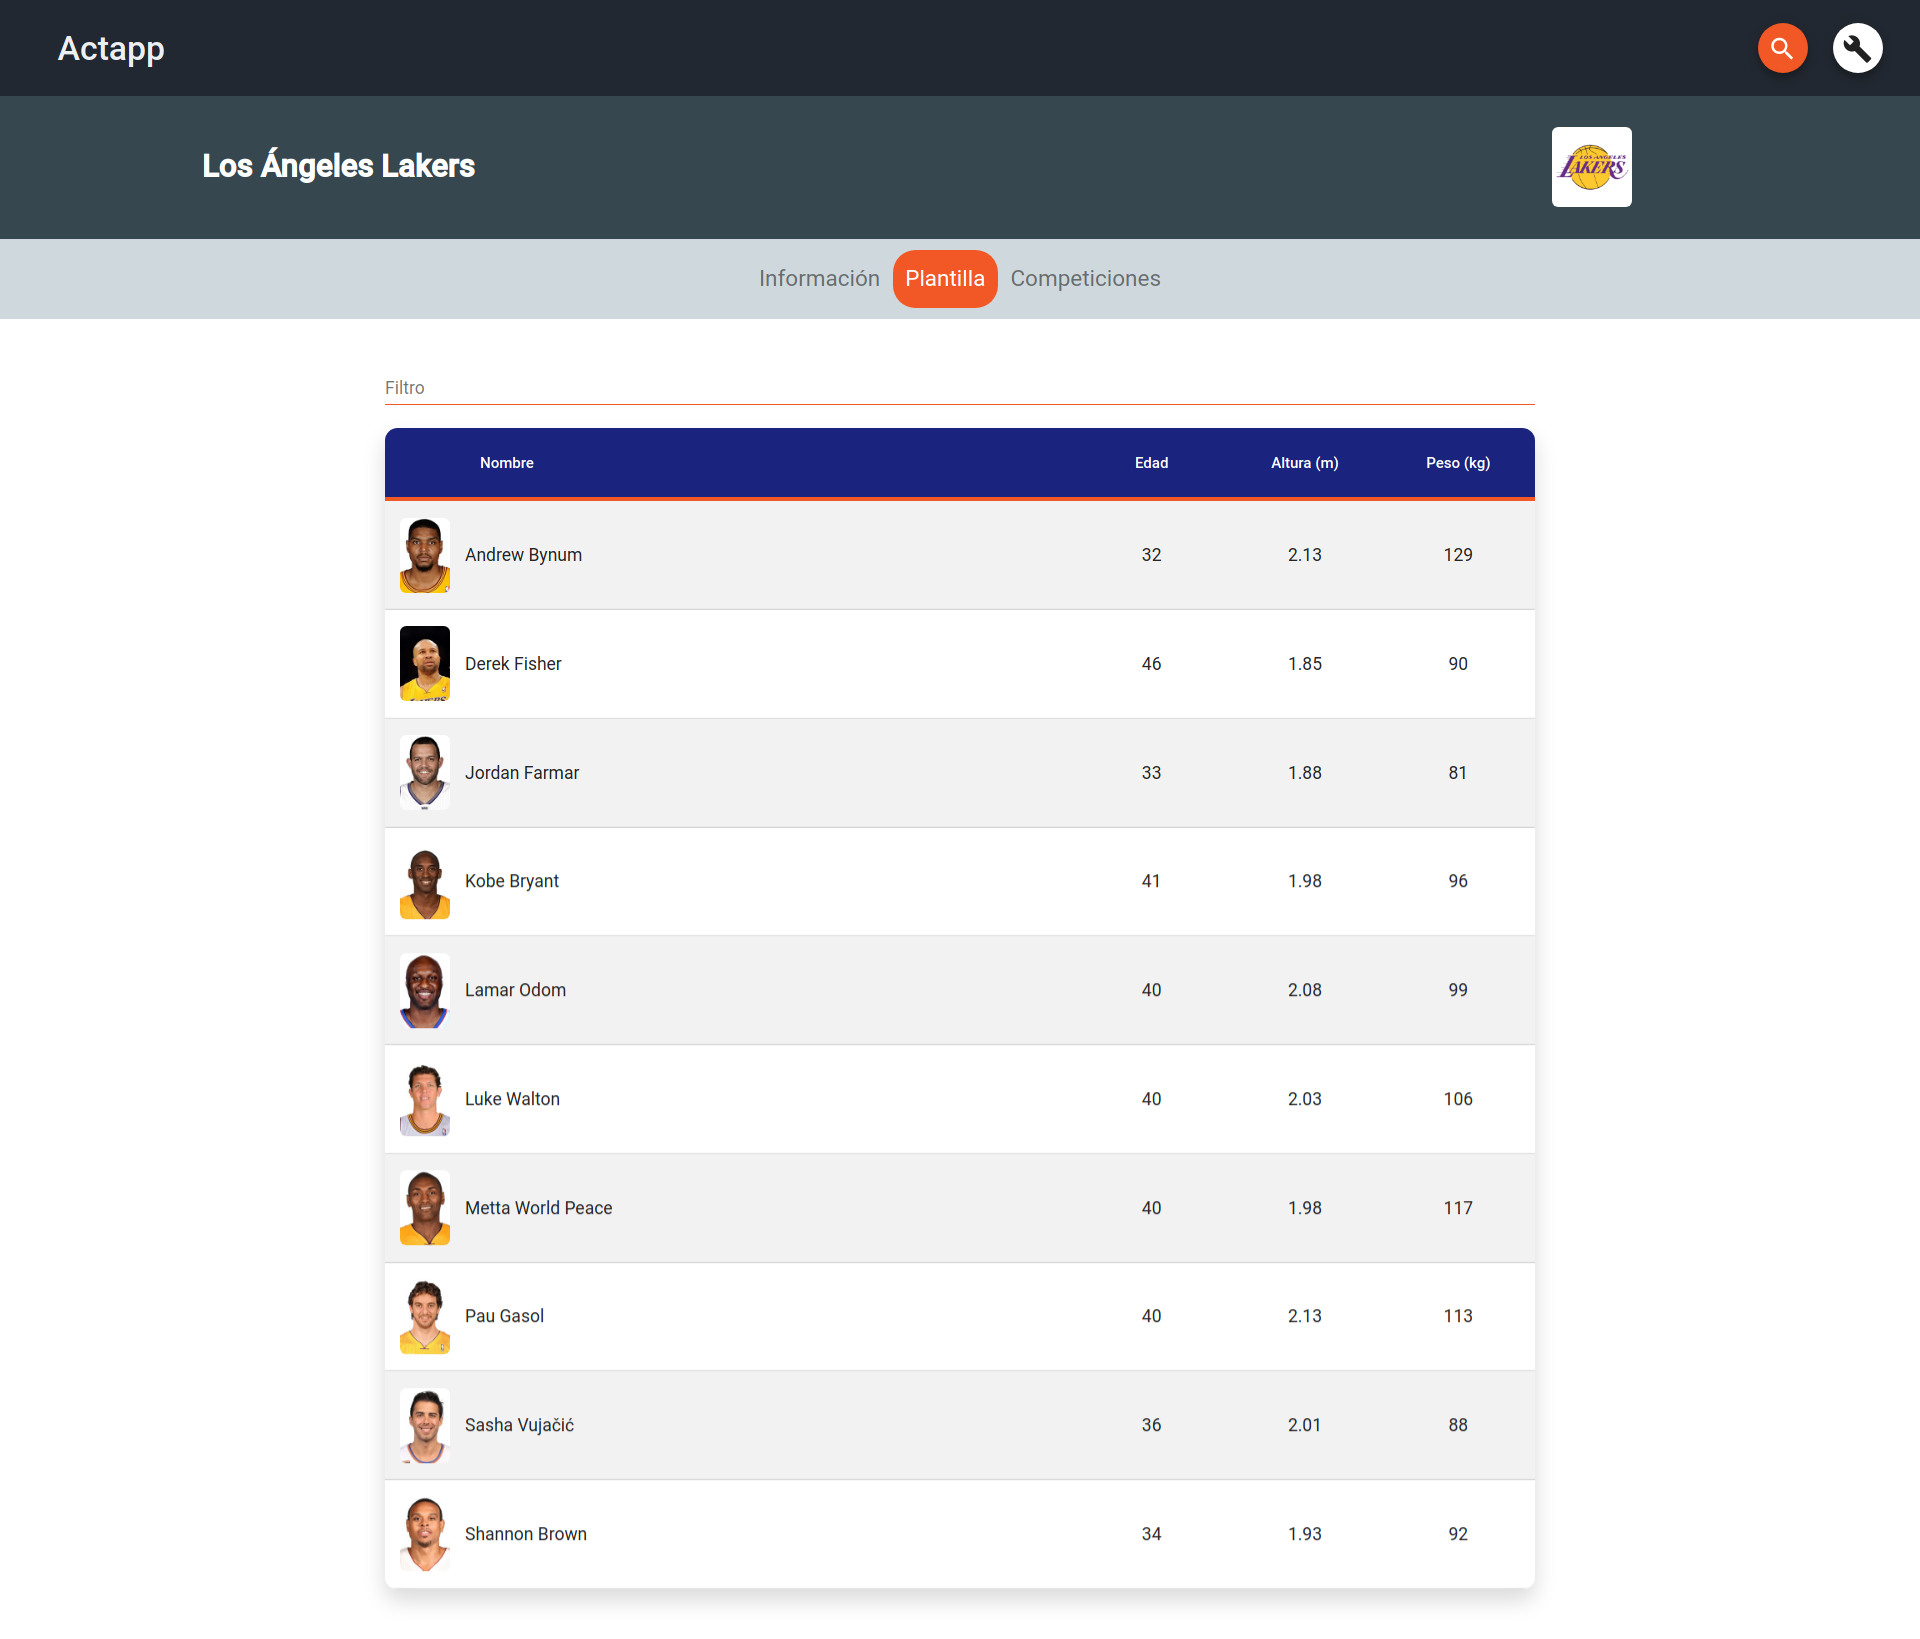 Actapp
Los Ángeles Lakers
LOS ANGELES
LAKERS
Información Plantilla Competiciones
Filtro
Nombre Edad Altura (m) Peso (kg)
Andrew Bynum 32 2.13 129
Derek Fisher 46 1.85 90
Jordan Farmar 33 1.88 81
Kobe Bryant 41 1.98 96
Lamar Odom 40 2.08 99
Luke Walton 40 2.03 106
Metta World Peace 40 1.98 117
Pau Gasol 40 2.13 113
Sasha Vujačić 36 2.01 88
Shannon Brown 34 1.93 92